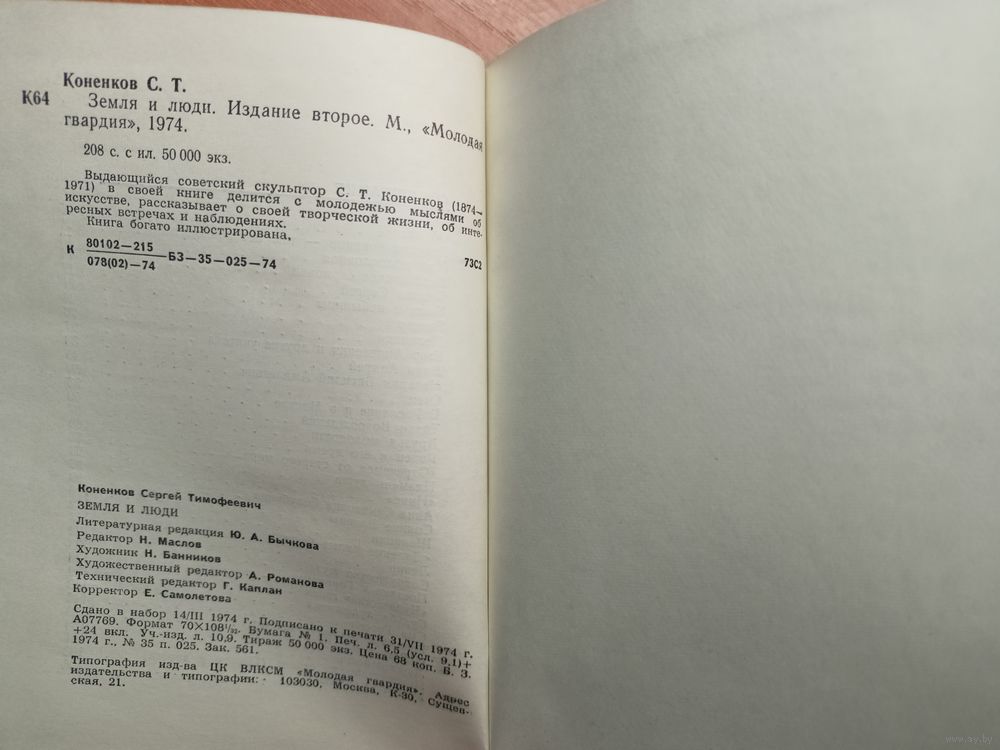 Коненков С. Т.
К64
Земля и люди. Издание второе. М., «Молодая
гвардия», 1974.
208 с. с ил. 50 000 экз.
Выдающийся советский скульптор С. Т. Коненков (1874—
1971) в своей книге делится с молодежью мыслями об
искусстве, рассказывает о своей творческой жизни, об инте-
ресных встречах и наблюдениях.
Книга богато иллюстрирована.
К 80102—215
078(02)—74
—БЗ—35—025—74
73С2
Коненков Сергей Тимофеевич
ЗЕМЛЯ И ЛЮДИ
Литературная редакция Ю. А. Бычкова
Редактор Н. Маслов
Художник Н. Банников
Художественный редактор А. Романова
Технический редактор Г. Каплан
Корректор Е. Самолетова
Сдано в набор 14/III 1974 г. Подписано к печати 31/VII 1974 г.
А07769. Формат 70×108¹/₃₂. Бумага № 1. Печ. л. 6,5 (Усл. 9,1)+
+24 вкл. Уч.-изд. л. 10,9. Тираж 50 000 экз. Цена 68 коп. Б. З.
1974 г., № 35 п. 025. Зак. 561.
Типография изд-ва ЦК ВЛКСМ «Молодая гвардия». Адрес
издательства и типографии: 103030, Москва, К-30, Сущев-
ская, 21.
www.ay.by